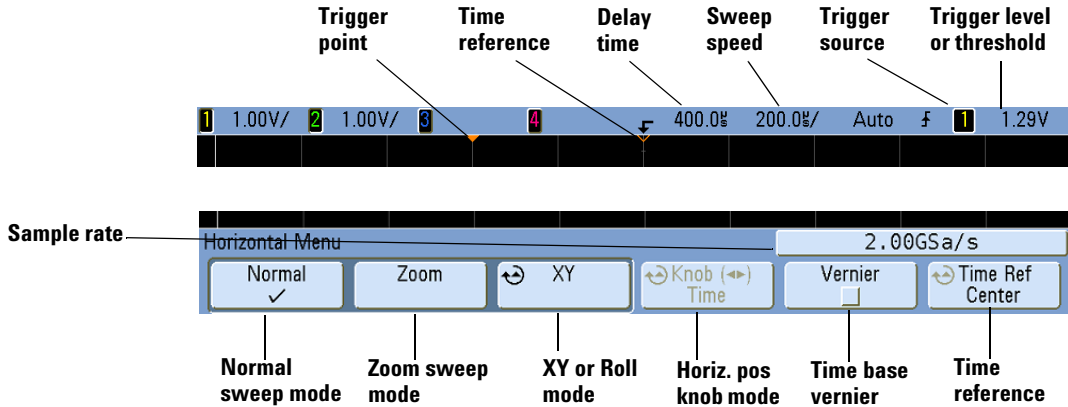 Trigger point
Time reference
Delay time
Sweep speed
Trigger source
Trigger level or threshold
1 1.00V/ 2 1.00V/ 3 4 400.0 200.0 / Auto 1 1.29V
Sample rate
Horizontal Menu 2.00GSa/s
Normal
Zoom
XY
Knob (◄►) Time
Vernier
Time Ref Center
Normal sweep mode
Zoom sweep mode
XY or Roll mode
Horiz. pos knob mode
Time base vernier
Time reference